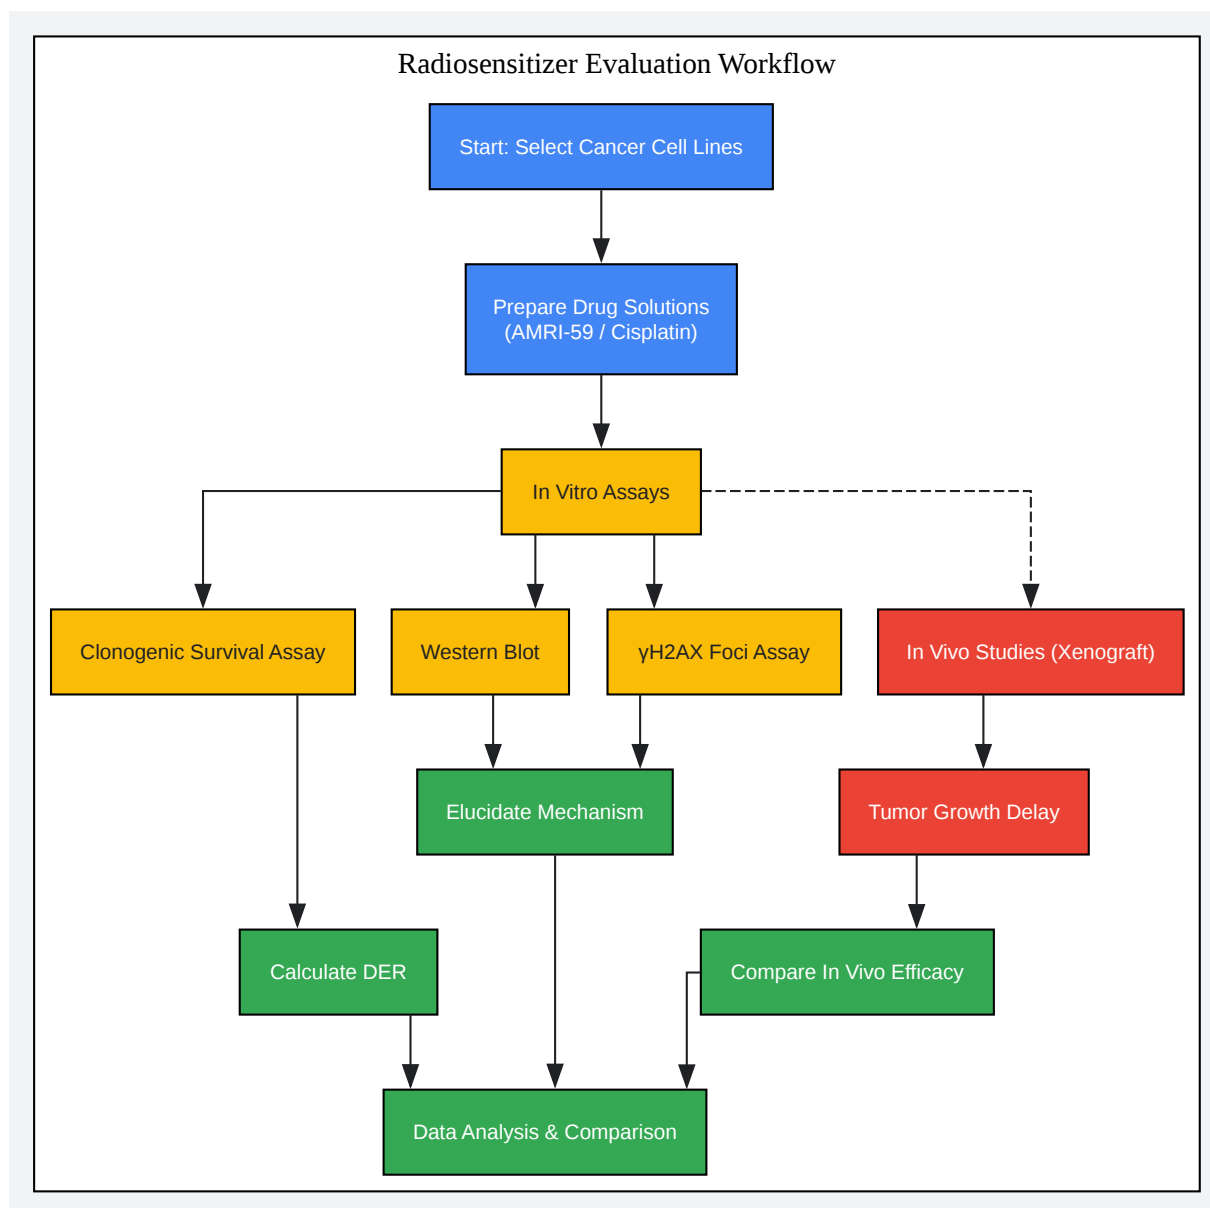 Radiosensitizer Evaluation Workflow
Start: Select Cancer Cell Lines
Prepare Drug Solutions
(AMRI-59 / Cisplatin)
In Vitro Assays
Clonogenic Survival Assay
Western Blot
γH2AX Foci Assay
In Vivo Studies (Xenograft)
Elucidate Mechanism
Tumor Growth Delay
Calculate DER
Compare In Vivo Efficacy
Data Analysis & Comparison